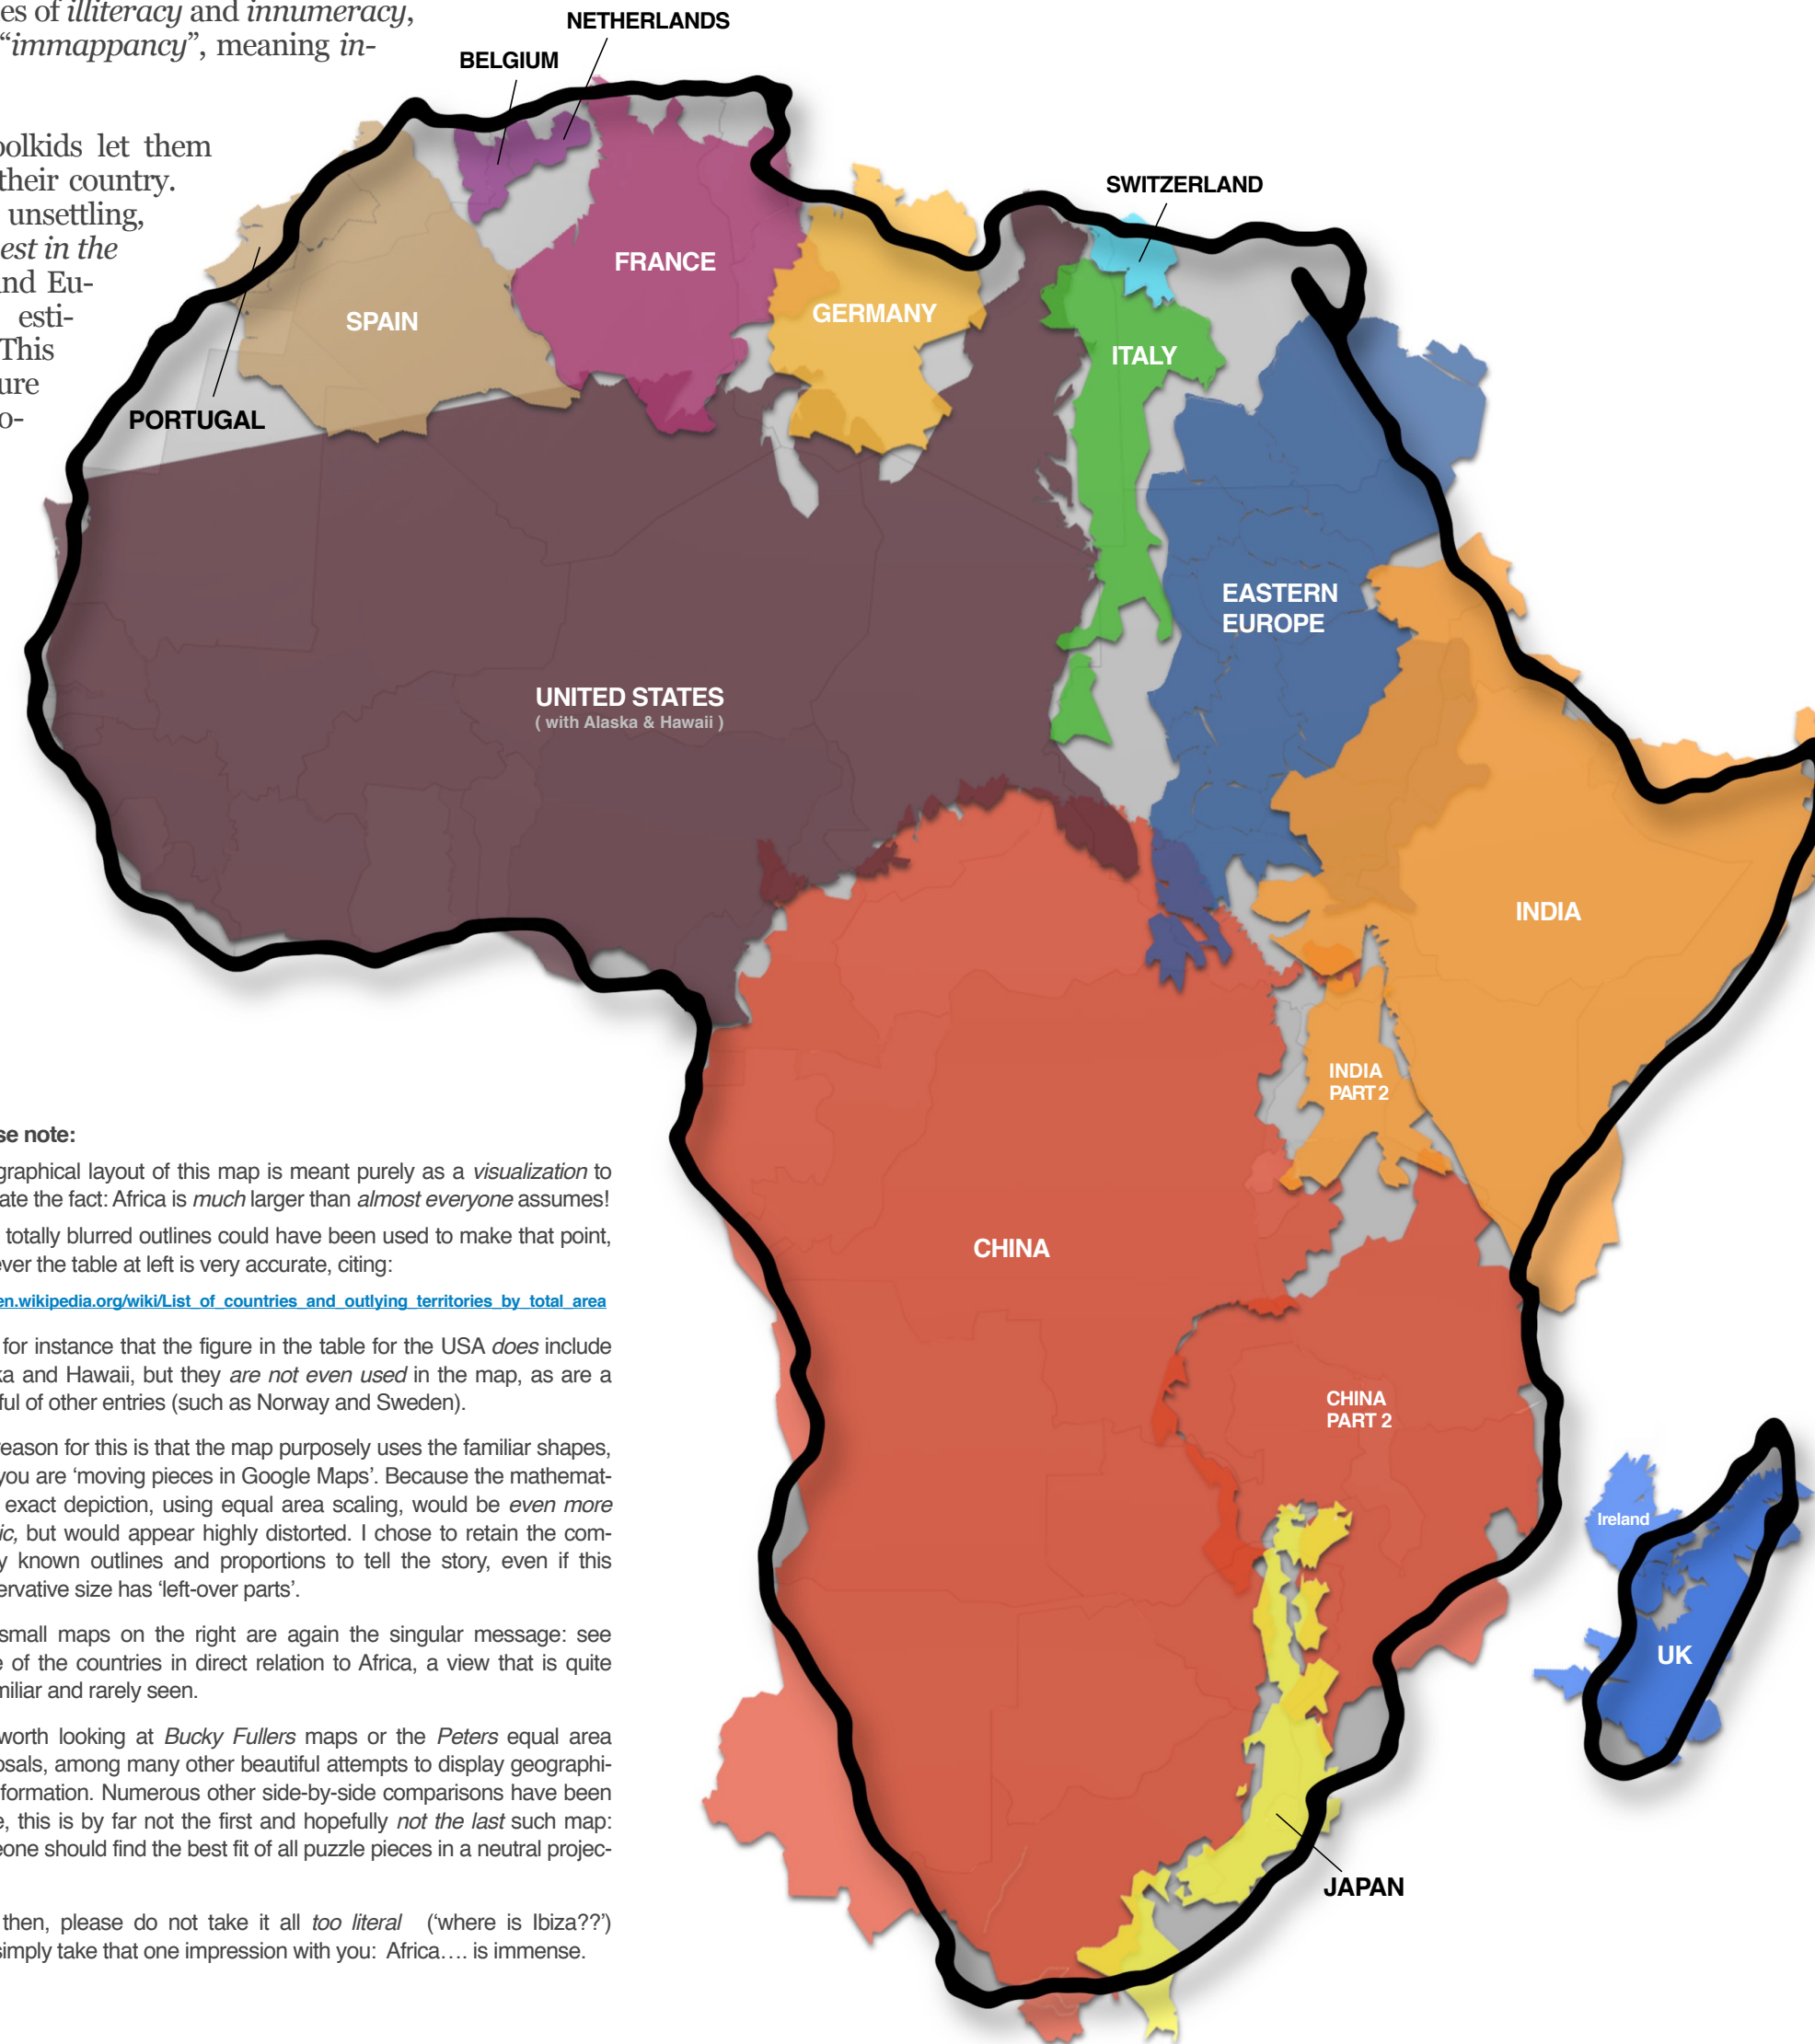 es of illiteracy and innumeracy,
“immappancy”, meaning in-
oolkids let them
their country.
unsettling,
est in the
nd Eu-
esti-
This
ure
o-
NETHERLANDS
BELGIUM
SWITZERLAND
FRANCE
GERMANY
SPAIN
ITALY
PORTUGAL
EASTERN
EUROPE
UNITED STATES
( with Alaska & Hawaii )
INDIA
INDIA
PART 2
CHINA
CHINA
PART 2
Ireland
UK
JAPAN
se note:
graphical layout of this map is meant purely as a visualization to
ate the fact: Africa is much larger than almost everyone assumes!
totally blurred outlines could have been used to make that point,
ever the table at left is very accurate, citing:
en.wikipedia.org/wiki/List_of_countries_and_outlying_territories_by_total_area
for instance that the figure in the table for the USA does include
ka and Hawaii, but they are not even used in the map, as are a
ful of other entries (such as Norway and Sweden).
reason for this is that the map purposely uses the familiar shapes,
you are ‘moving pieces in Google Maps’. Because the mathemat-
exact depiction, using equal area scaling, would be even more
ic, but would appear highly distorted. I chose to retain the com-
y known outlines and proportions to tell the story, even if this
servative size has ‘left-over parts’.
small maps on the right are again the singular message: see
e of the countries in direct relation to Africa, a view that is quite
miliar and rarely seen.
worth looking at Bucky Fullers maps or the Peters equal area
osals, among many other beautiful attempts to display geographi-
formation. Numerous other side-by-side comparisons have been
e, this is by far not the first and hopefully not the last such map:
eone should find the best fit of all puzzle pieces in a neutral projec-
then, please do not take it all too literal (‘where is Ibiza??’)
simply take that one impression with you: Africa…. is immense.